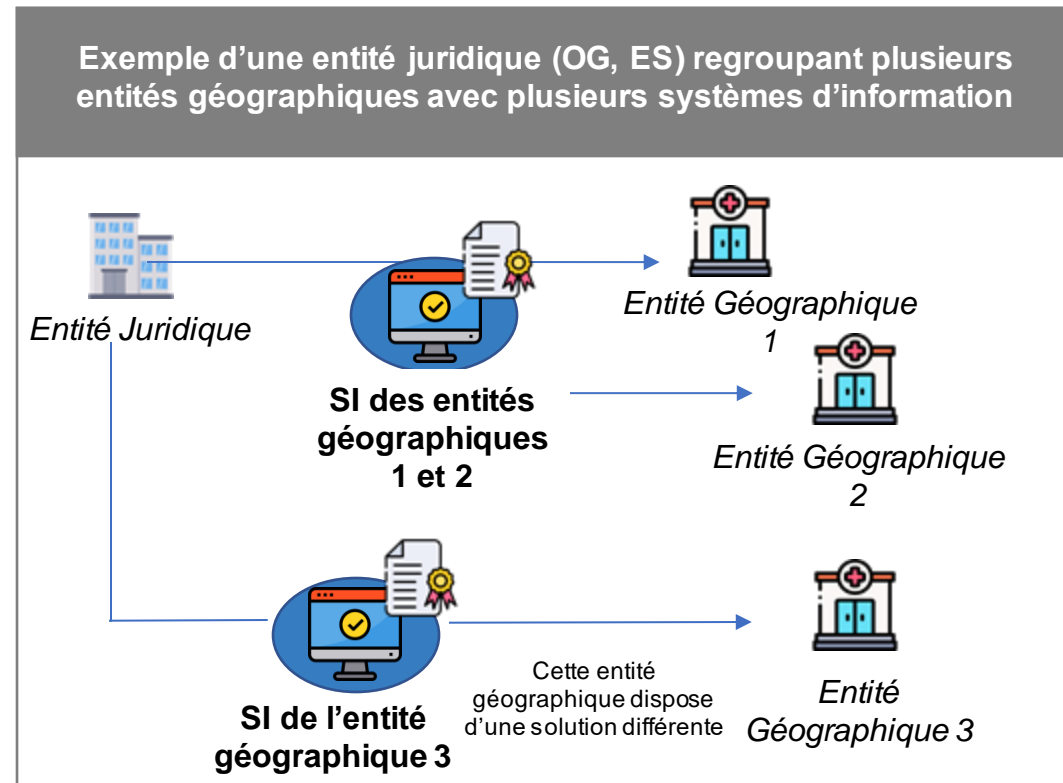 Exemple d’une entité juridique (OG, ES) regroupant plusieurs
entités géographiques avec plusieurs systèmes d’information
Entité Juridique
Entité Géographique
1
SI des entités
géographiques
1 et 2
Entité Géographique
2
SI de l’entité
géographique 3
Cette entité
géographique dispose
d’une solution différente
Entité
Géographique 3